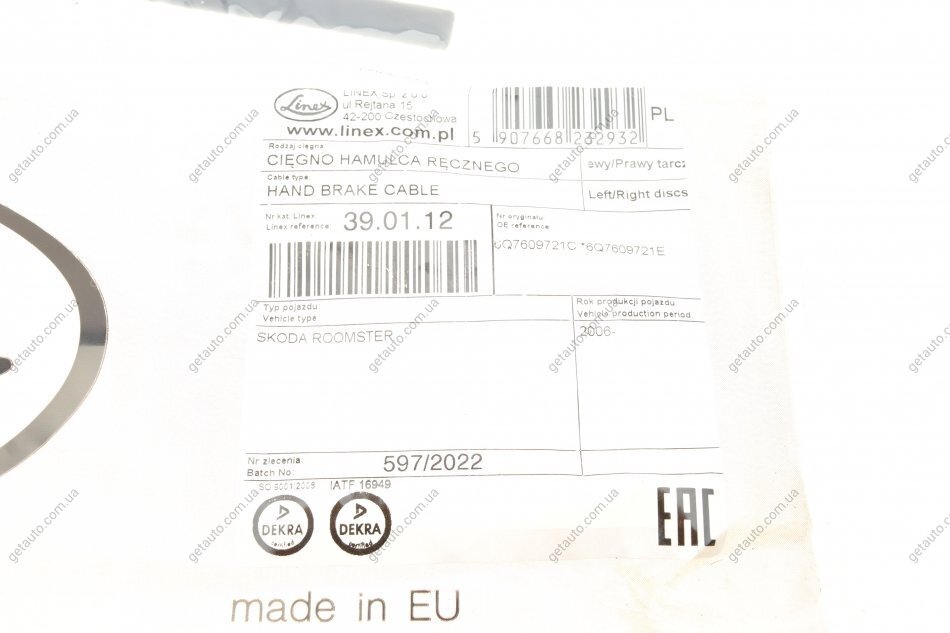 Linex
LINEX Sp. z o.o.
ul Rejtana 15
42-200 Częstochowa
www.linex.com.pl
5 907668 232932
PL
Rodzaj cięgna
CIĘGNO HAMULCA RĘCZNEGO
ewy/Prawy tarcz
Cable type:
HAND BRAKE CABLE
Left/Right discs
Nr kat. Linex:
Linex reference: 39.01.12
Nr oryginału
OE reference
6Q7609721C *6Q7609721E
Typ pojazdu:
Vehicle type
Rok produkcji pojazdu
Vehicle production period
SKODA ROOMSTER
2006-
Nr zlecenia:
Batch No: 597/2022
ISO 9001:2008 IATF 16949
DEKRA
certified
DEKRA
certified
EAC
made in EU
getauto.com.ua